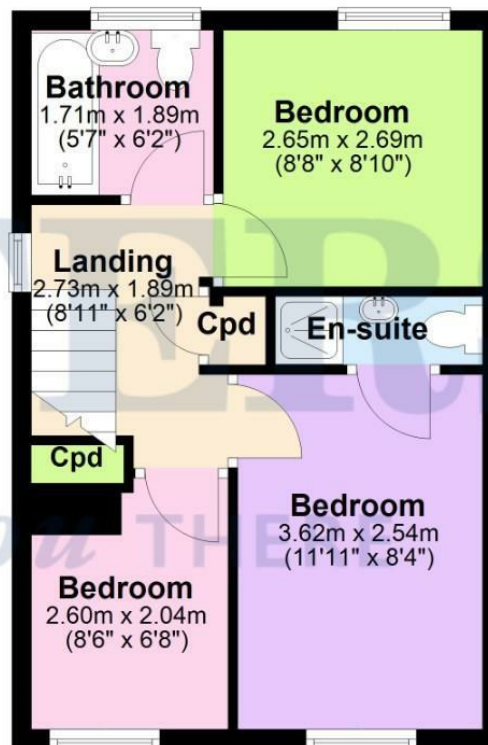 Bathroom
1.71m x 1.89m
(5'7" x 6'2")
Bedroom
2.65m x 2.69m
(8'8" x 8'10")
Landing
2.73m x 1.89m
(8'11" x 6'2")
Cpd
En-suite
Cpd
Bedroom
3.62m x 2.54m
(11'11" x 8'4")
Bedroom
2.60m x 2.04m
(8'6" x 6'8")